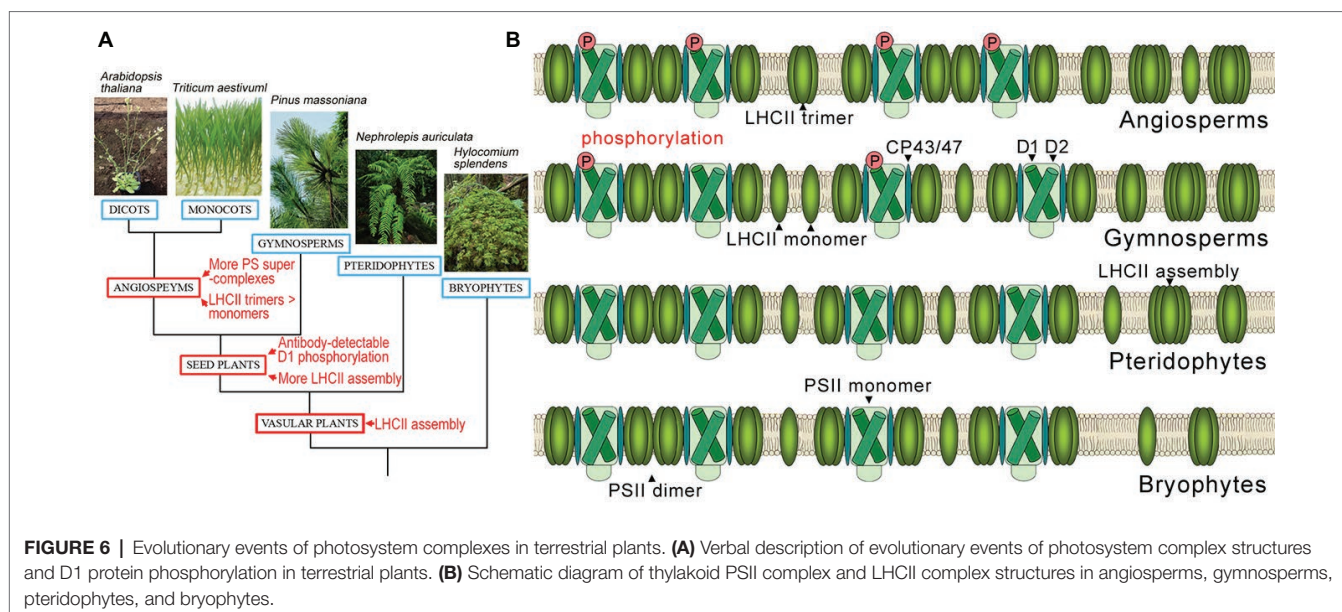 A
Arabidopsis
thaliana
Triticum aestivuml
Pinus massoniana
Nephrolepis auriculata
Hylocomium
splendens
DICOTS
MONOCOTS
GYMNOSPERMS
PTERIDOPHYTES
BRYOPHYTES
ANGIOSPEYMS
More PS super
-complexes
LHCII trimers >
monomers
SEED PLANTS
Antibody-detectable
D1 phosphorylation
More LHCII assembly
VASULAR PLANTS
LHCII assembly
B
P
P
P
P
LHCII trimer
Angiosperms
phosphorylation
CP43/47
D1 D2
P
P
LHCII monomer
Gymnosperms
LHCII assembly
Pteridophytes
PSII monomer
PSII dimer
Bryophytes
FIGURE 6 | Evolutionary events of photosystem complexes in terrestrial plants. (A) Verbal description of evolutionary events of photosystem complex structures
and D1 protein phosphorylation in terrestrial plants. (B) Schematic diagram of thylakoid PSII complex and LHCII complex structures in angiosperms, gymnosperms,
pteridophytes, and bryophytes.